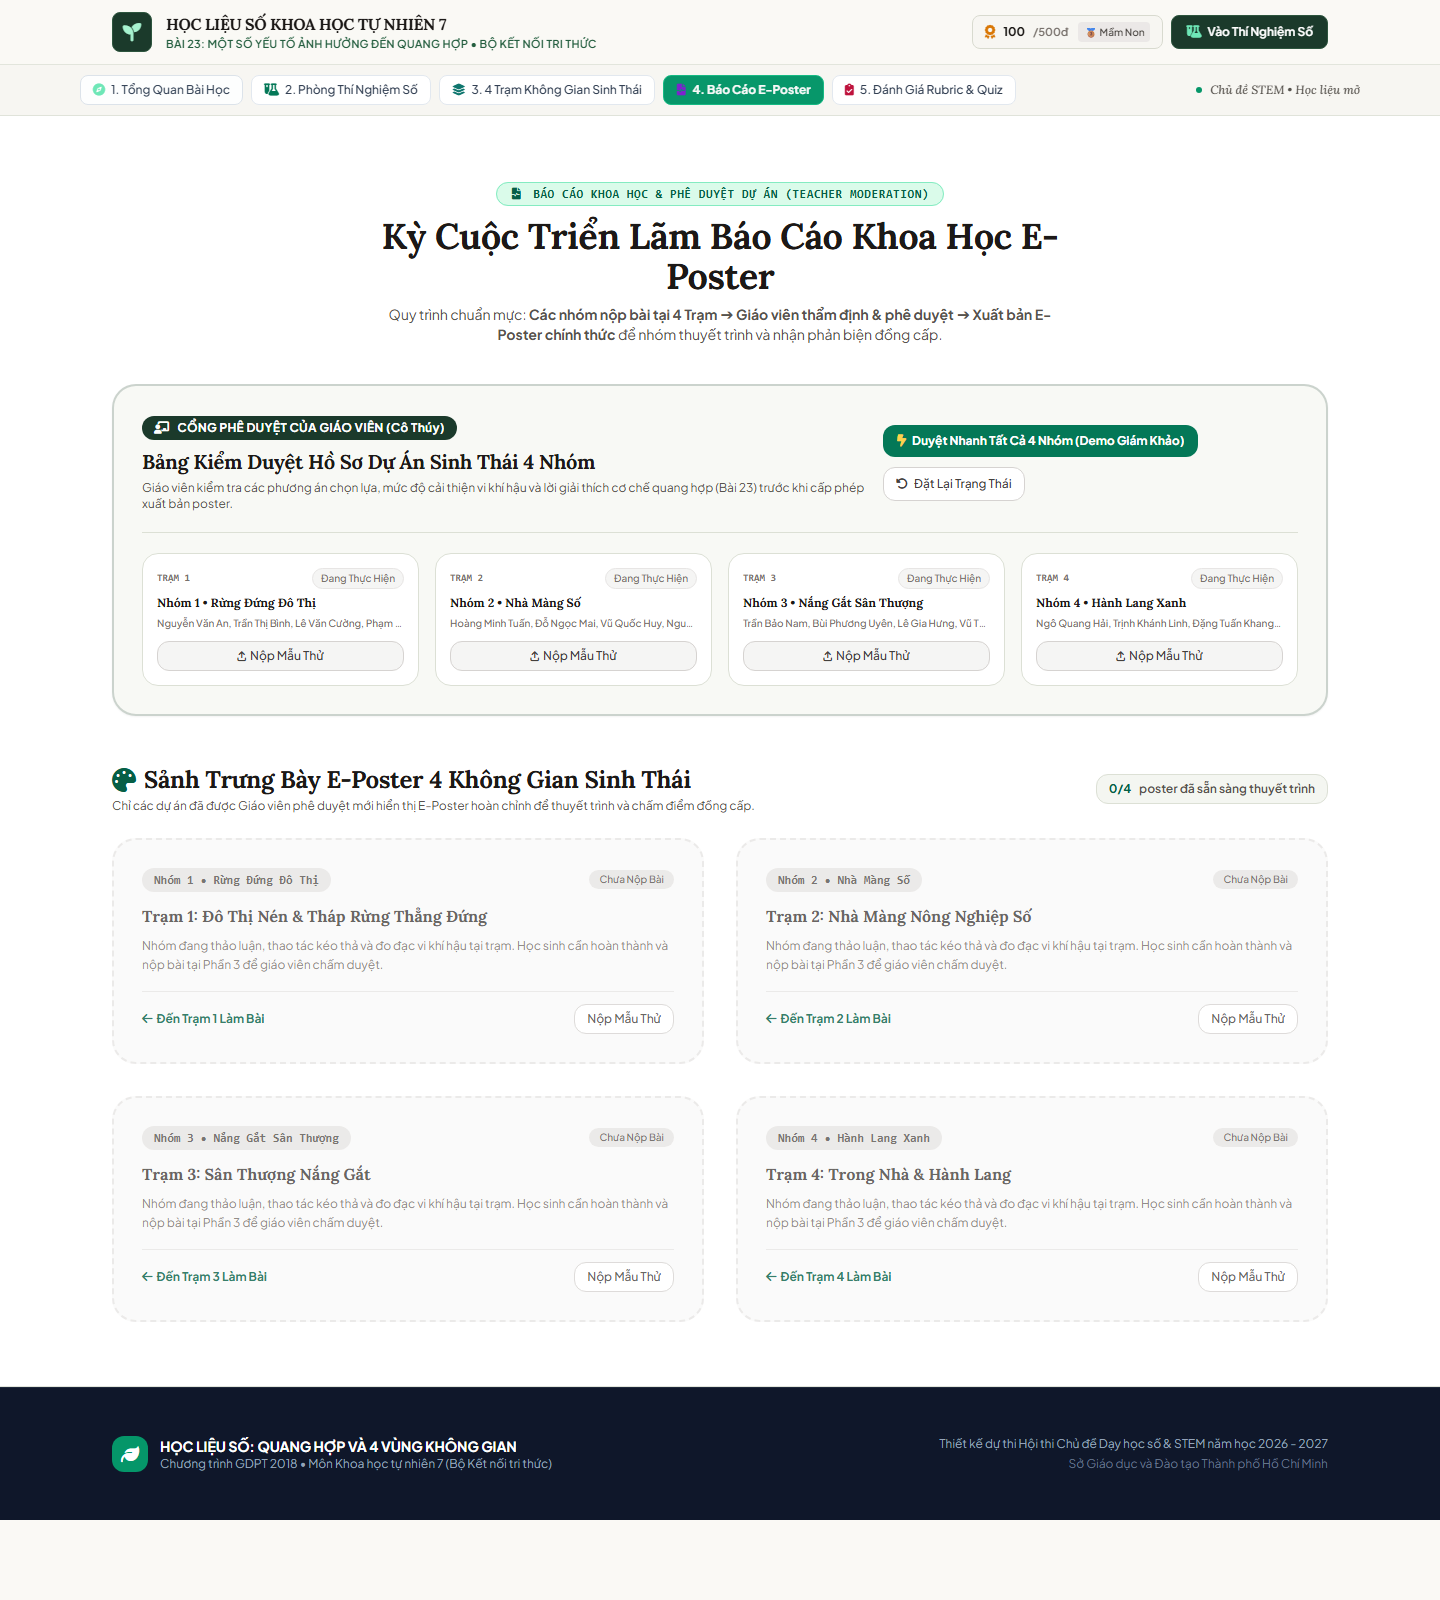 HỌC LIỆU SỐ KHOA HỌC TỰ NHIÊN 7
BÀI 23: MỘT SỐ YẾU TỐ ẢNH HƯỞNG ĐẾN QUANG HỢP • BỘ KẾT NỐI TRI THỨC
100 /500đ Mầm Non
Vào Thí Nghiệm Số
1. Tổng Quan Bài Học
2. Phòng Thí Nghiệm Số
3. 4 Trạm Không Gian Sinh Thái
4. Báo Cáo E-Poster
5. Đánh Giá Rubric & Quiz
Chủ đề STEM • Học liệu mở
BÁO CÁO KHOA HỌC & PHÊ DUYỆT DỰ ÁN (TEACHER MODERATION)
Kỳ Cuộc Triển Lãm Báo Cáo Khoa Học E-
Poster
Quy trình chuẩn mực: Các nhóm nộp bài tại 4 Trạm → Giáo viên thẩm định & phê duyệt → Xuất bản E-
Poster chính thức để nhóm thuyết trình và nhận phản biện đồng cấp.
CỔNG PHÊ DUYỆT CỦA GIÁO VIÊN (Cô Thúy)
Bảng Kiểm Duyệt Hồ Sơ Dự Án Sinh Thái 4 Nhóm
Giáo viên kiểm tra các phương án chọn lựa, mức độ cải thiện vi khí hậu và lời giải thích cơ chế quang hợp (Bài 23) trước khi cấp phép
xuất bản poster.
Duyệt Nhanh Tất Cả 4 Nhóm (Demo Giám Khảo)
Đặt Lại Trạng Thái
TRẠM 1 Đang Thực Hiện
Nhóm 1 • Rừng Đứng Đô Thị
Nguyễn Văn An, Trần Thị Bình, Lê Văn Cường, Phạm ...
Nộp Mẫu Thử
TRẠM 2 Đang Thực Hiện
Nhóm 2 • Nhà Màng Số
Hoàng Minh Tuấn, Đỗ Ngọc Mai, Vũ Quốc Huy, Ngu...
Nộp Mẫu Thử
TRẠM 3 Đang Thực Hiện
Nhóm 3 • Nắng Gắt Sân Thượng
Trần Bảo Nam, Bùi Phương Uyên, Lê Gia Hưng, Vũ T...
Nộp Mẫu Thử
TRẠM 4 Đang Thực Hiện
Nhóm 4 • Hành Lang Xanh
Ngô Quang Hải, Trịnh Khánh Linh, Đặng Tuấn Khang...
Nộp Mẫu Thử
Sảnh Trưng Bày E-Poster 4 Không Gian Sinh Thái
Chỉ các dự án đã được Giáo viên phê duyệt mới hiển thị E-Poster hoàn chỉnh để thuyết trình và chấm điểm đồng cấp.
0/4 poster đã sẵn sàng thuyết trình
Nhóm 1 • Rừng Đứng Đô Thị Chưa Nộp Bài
Trạm 1: Đô Thị Nén & Tháp Rừng Thẳng Đứng
Nhóm đang thảo luận, thao tác kéo thả và đo đạc vi khí hậu tại trạm. Học sinh cần hoàn thành và
nộp bài tại Phần 3 để giáo viên chấm duyệt.
← Đến Trạm 1 Làm Bài Nộp Mẫu Thử
Nhóm 2 • Nhà Màng Số Chưa Nộp Bài
Trạm 2: Nhà Màng Nông Nghiệp Số
Nhóm đang thảo luận, thao tác kéo thả và đo đạc vi khí hậu tại trạm. Học sinh cần hoàn thành và
nộp bài tại Phần 3 để giáo viên chấm duyệt.
← Đến Trạm 2 Làm Bài Nộp Mẫu Thử
Nhóm 3 • Nắng Gắt Sân Thượng Chưa Nộp Bài
Trạm 3: Sân Thượng Nắng Gắt
Nhóm đang thảo luận, thao tác kéo thả và đo đạc vi khí hậu tại trạm. Học sinh cần hoàn thành và
nộp bài tại Phần 3 để giáo viên chấm duyệt.
← Đến Trạm 3 Làm Bài Nộp Mẫu Thử
Nhóm 4 • Hành Lang Xanh Chưa Nộp Bài
Trạm 4: Trong Nhà & Hành Lang
Nhóm đang thảo luận, thao tác kéo thả và đo đạc vi khí hậu tại trạm. Học sinh cần hoàn thành và
nộp bài tại Phần 3 để giáo viên chấm duyệt.
← Đến Trạm 4 Làm Bài Nộp Mẫu Thử
HỌC LIỆU SỐ: QUANG HỢP VÀ 4 VÙNG KHÔNG GIAN
Chương trình GDPT 2018 • Môn Khoa học tự nhiên 7 (Bộ Kết nối tri thức)
Thiết kế dự thi Hội thi Chủ đề Dạy học số & STEM năm học 2026 - 2027
Sở Giáo dục và Đào tạo Thành phố Hồ Chí Minh